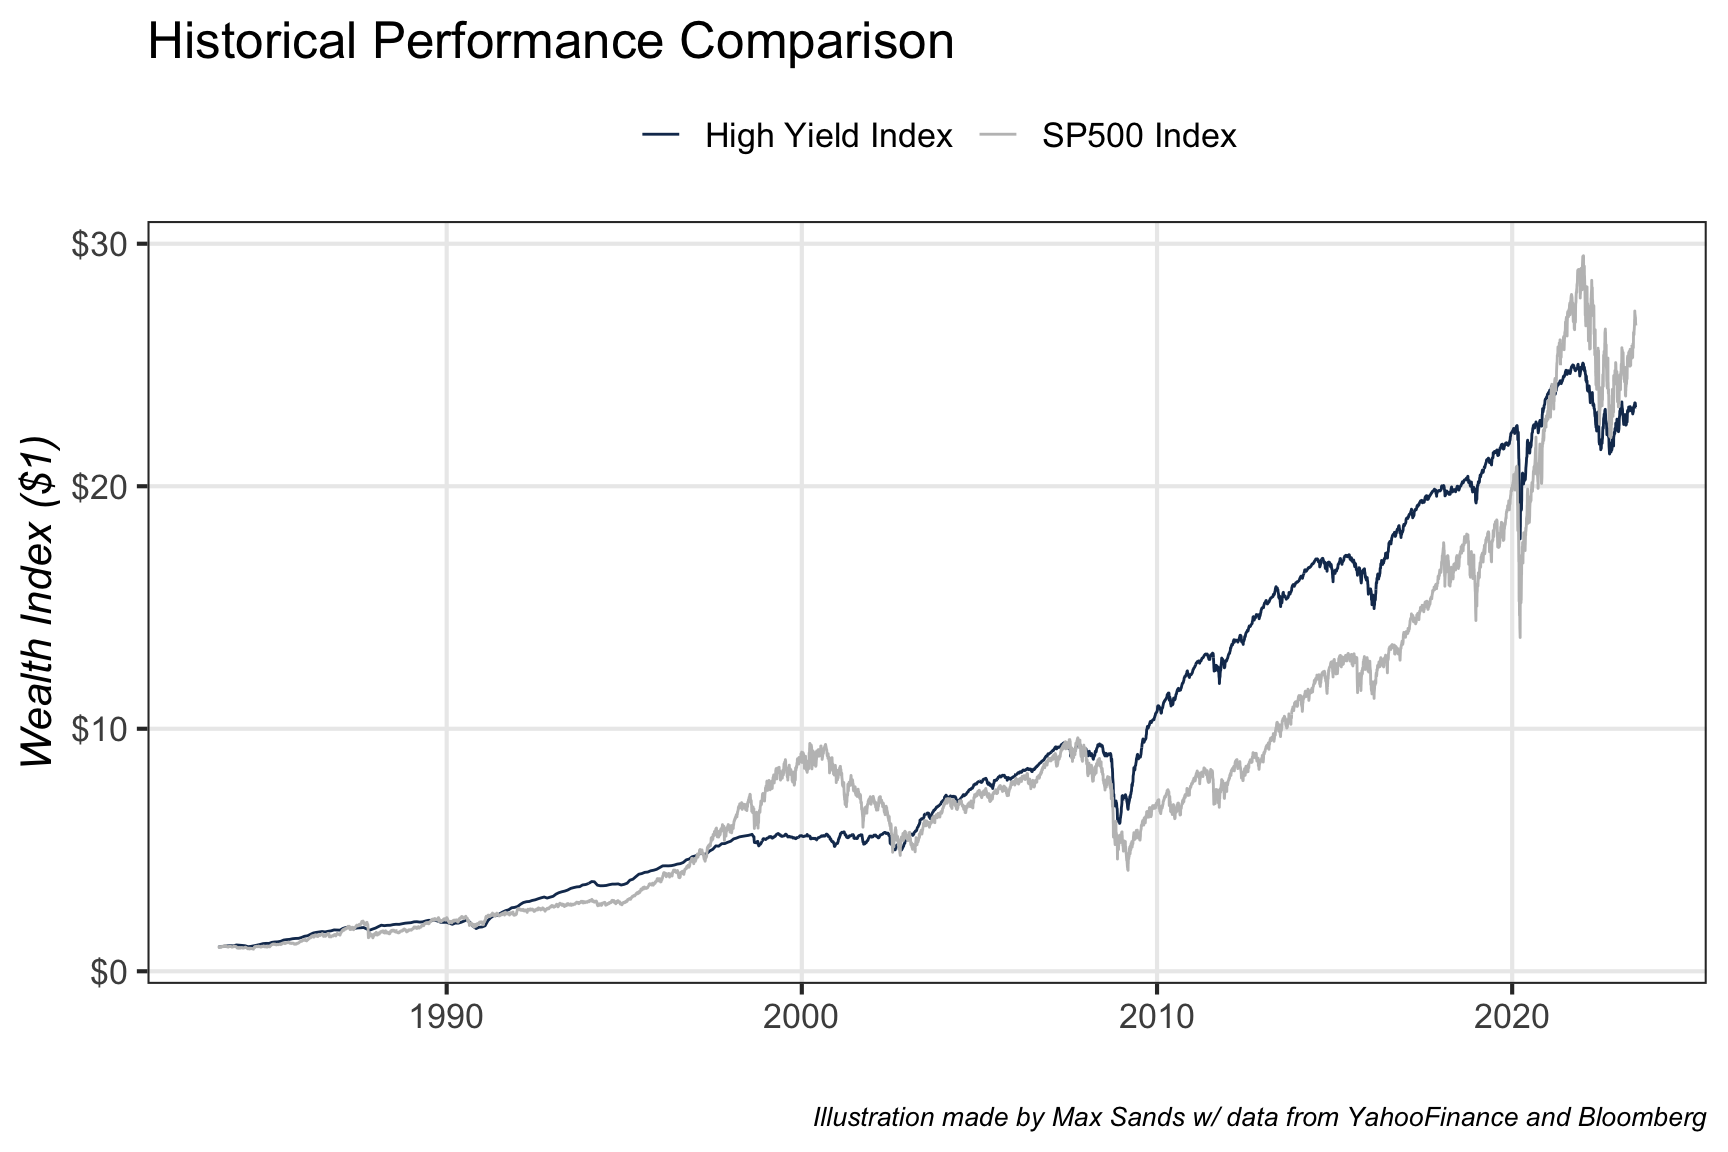 Historical Performance Comparison
High Yield Index
SP500 Index
Wealth Index ($1)
$30
$20
$10
$0
1990
2000
2010
2020
Illustration made by Max Sands w/ data from YahooFinance and Bloomberg